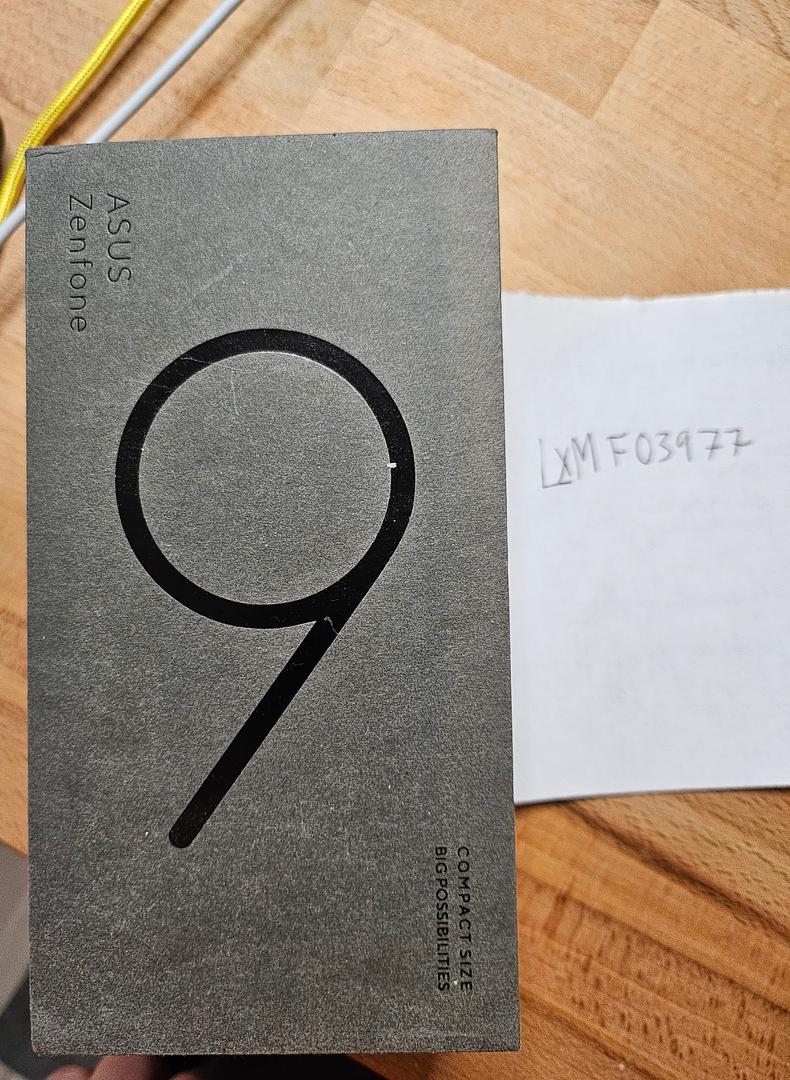 ASUS
Zenfone
9
COMPACT SIZE
BIG POSSIBILITIES
LxMF03977